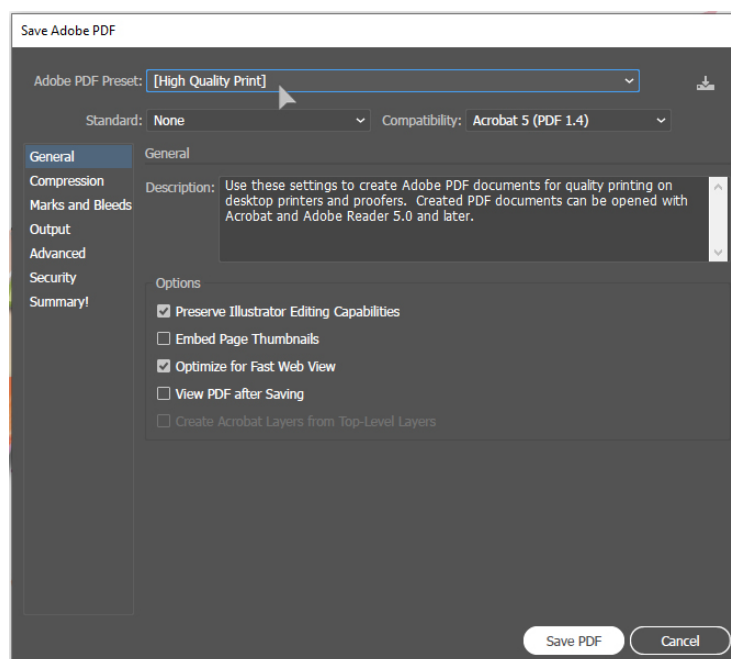 Save Adobe PDF
Adobe PDF Preset: [High Quality Print]
Standard: None Compatibility: Acrobat 5 (PDF 1.4)
General
Compression
Marks and Bleeds
Output
Advanced
Security
Summary!
General
Description: Use these settings to create Adobe PDF documents for quality printing on
desktop printers and proofers. Created PDF documents can be opened with
Acrobat and Adobe Reader 5.0 and later.
Options
Preserve Illustrator Editing Capabilities
Embed Page Thumbnails
Optimize for Fast Web View
View PDF after Saving
Create Acrobat Layers from Top-Level Layers
Save PDF Cancel